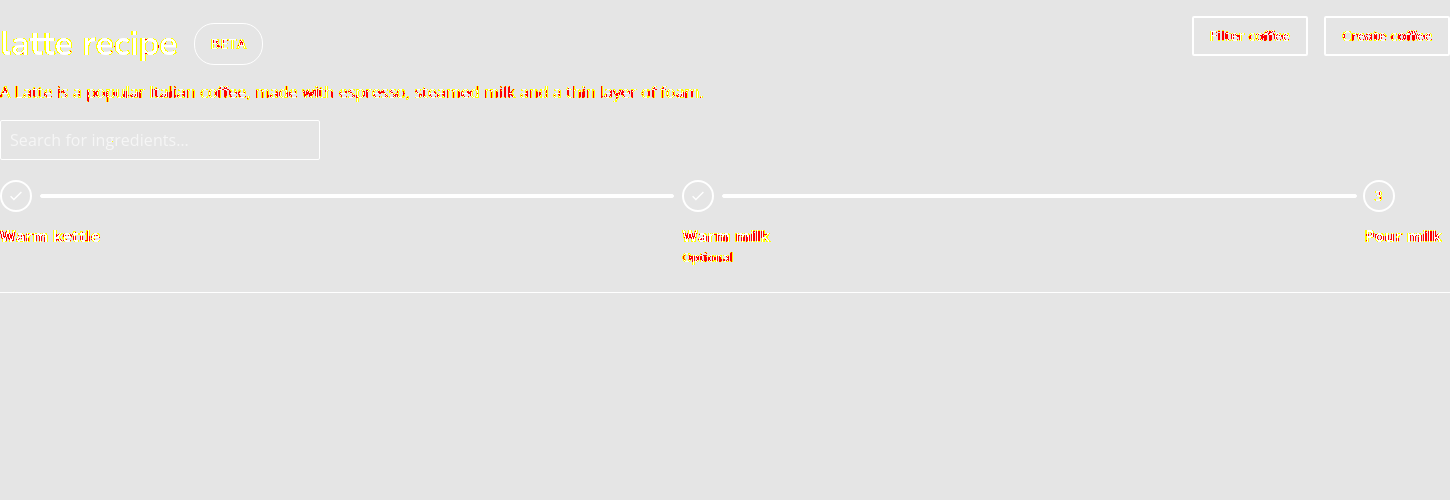 latte recipe BETA
Filter coffee Create coffee
A Latte is a popular Italian coffee, made with espresso, steamed milk and a thin layer of foam.
Search for ingredients...
3
Warm kettle Warm milk Pour milk
Optional